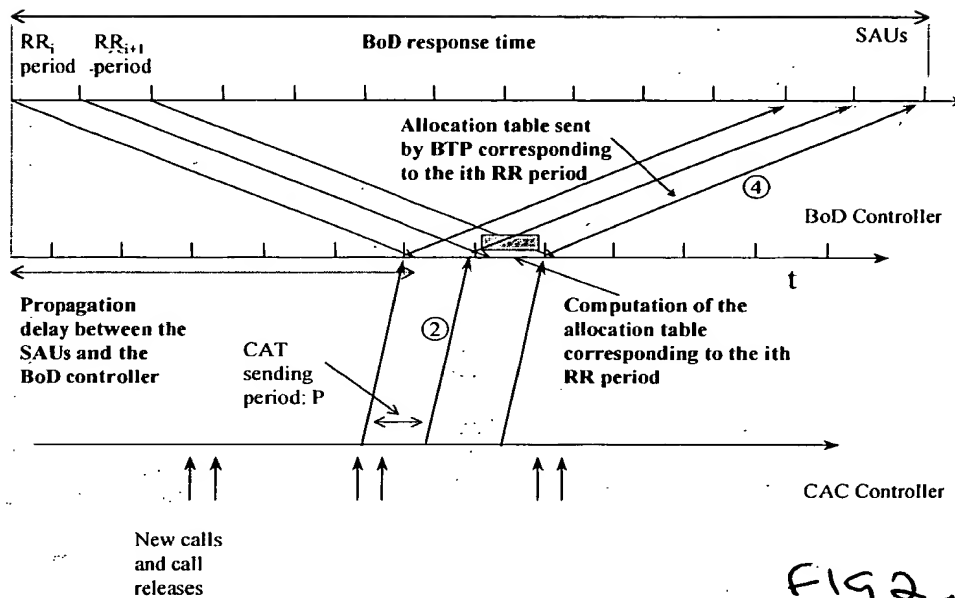 BoD response time
SAUs
RRi
period
RRi+1
period
Allocation table sent
by BTP corresponding
to the ith RR period
④
BoD Controller
t
Propagation
delay between the
SAUs and the
BoD controller
②
CAT
sending
period: P
Computation of the
allocation table
corresponding to the ith
RR period
CAC Controller
New calls
and call
releases
FIG 2.